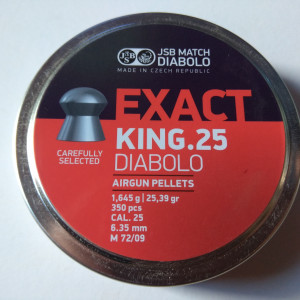 JSB
JSB MATCH
DIABOLO
MADE IN CZECH REPUBLIC
EXACT
KING.25
CAREFULLY
SELECTED
DIABOLO
AIRGUN PELLETS
1,645 g | 25,39 gr
350 pcs
CAL. 25
6.35 mm
M 72/09